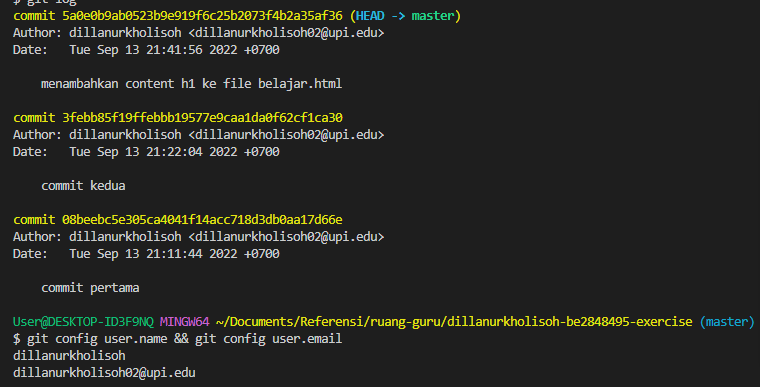 $ git log
commit 5a0e0b9ab0523b9e919f6c25b2073f4b2a35af36 (HEAD -> master)
Author: dillanurkholisoh <dillanurkholisoh02@upi.edu>
Date:   Tue Sep 13 21:41:56 2022 +0700
menambahkan content h1 ke file belajar.html
commit 3febb85f19ffebbb19577e9caa1da0f62cf1ca30
Author: dillanurkholisoh <dillanurkholisoh02@upi.edu>
Date:   Tue Sep 13 21:22:04 2022 +0700
commit kedua
commit 08beebc5e305ca4041f14acc718d3db0aa17d66e
Author: dillanurkholisoh <dillanurkholisoh02@upi.edu>
Date:   Tue Sep 13 21:11:44 2022 +0700
commit pertama
User@DESKTOP-ID3F9NQ MINGW64 ~/Documents/Referensi/ruang-guru/dillanurkholisoh-be2848495-exercise (master)
$ git config user.name && git config user.email
dillanurkholisoh
dillanurkholisoh02@upi.edu